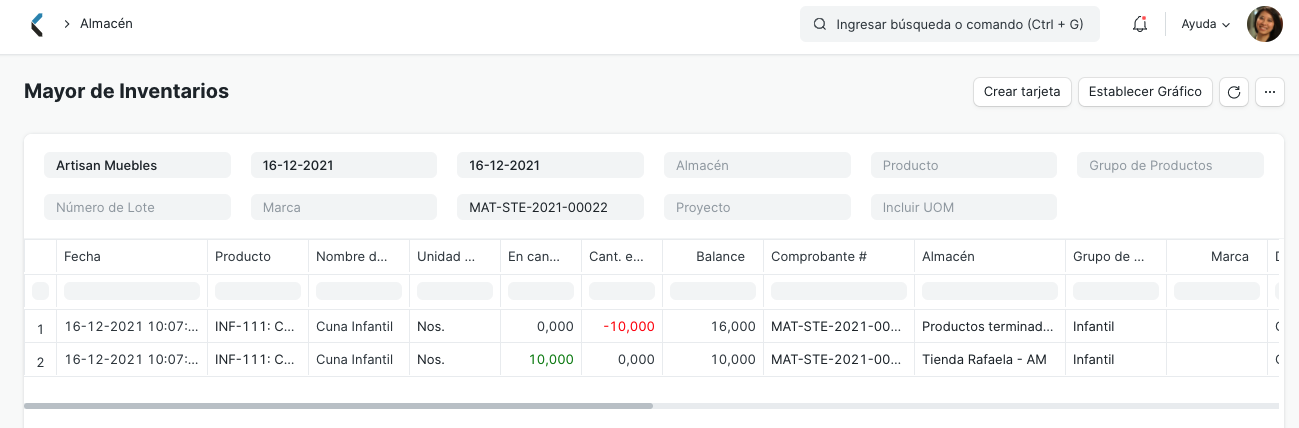 Almacén
Ingresar búsqueda o comando (Ctrl + G)
Ayuda
Mayor de Inventarios
Crear tarjeta
Establecer Gráfico
Artisan Muebles 16-12-2021 16-12-2021 Almacén Producto Grupo de Productos
Número de Lote Marca MAT-STE-2021-00022 Proyecto Incluir UOM
Fecha Producto Nombre d... Unidad ... En can... Cant. e... Balance Comprobante # Almacén Grupo de ... Marca
1 16-12-2021 10:07:... INF-111: C... Cuna Infantil Nos. 0,000 -10,000 16,000 MAT-STE-2021-00... Productos terminad... Infantil
2 16-12-2021 10:07:... INF-111: C... Cuna Infantil Nos. 10,000 0,000 10,000 MAT-STE-2021-00... Tienda Rafaela - AM Infantil